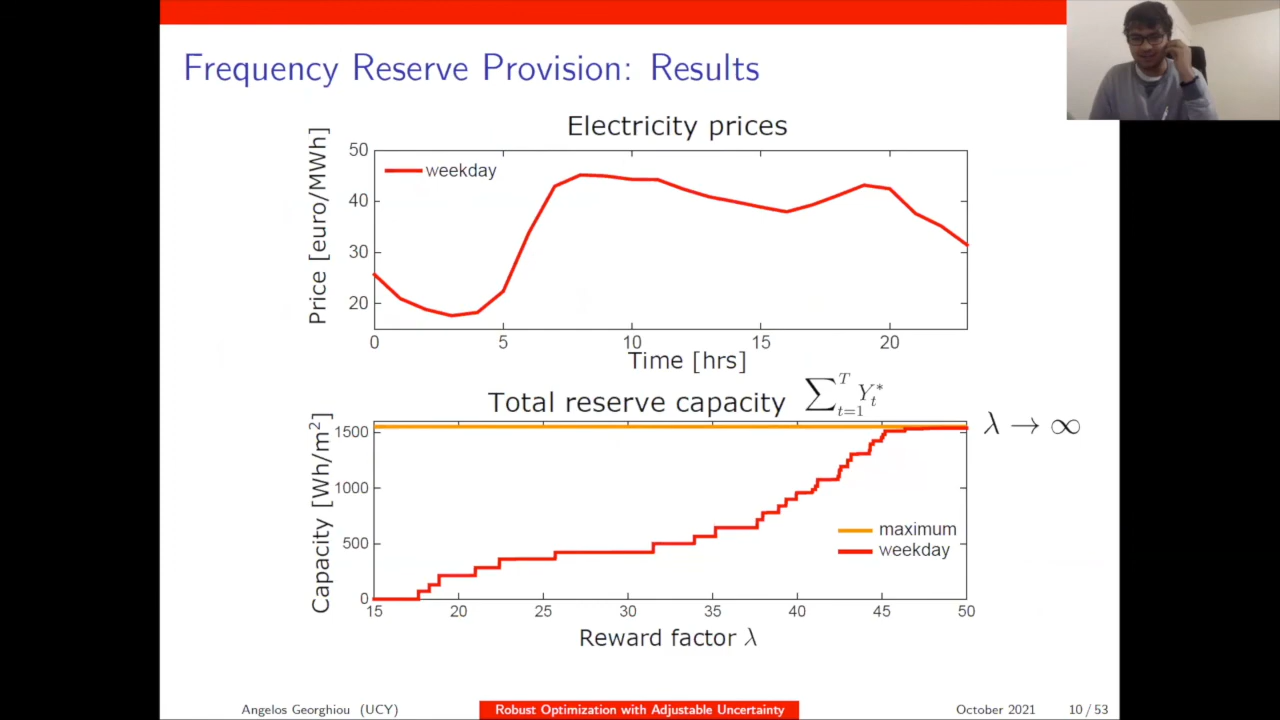 Frequency Reserve Provision: Results
Electricity prices
Price [euro/MWh]
50
40
30
20
weekday
0 5 10 15 20
Time [hrs]
Total reserve capacity ∑_{t=1}^{T} Y_t^*
Capacity [Wh/m²]
1500
1000
500
0
λ → ∞
maximum
weekday
15 20 25 30 35 40 45 50
Reward factor λ
Angelos Georghiou (UCY) Robust Optimization with Adjustable Uncertainty October 2021 10 / 53